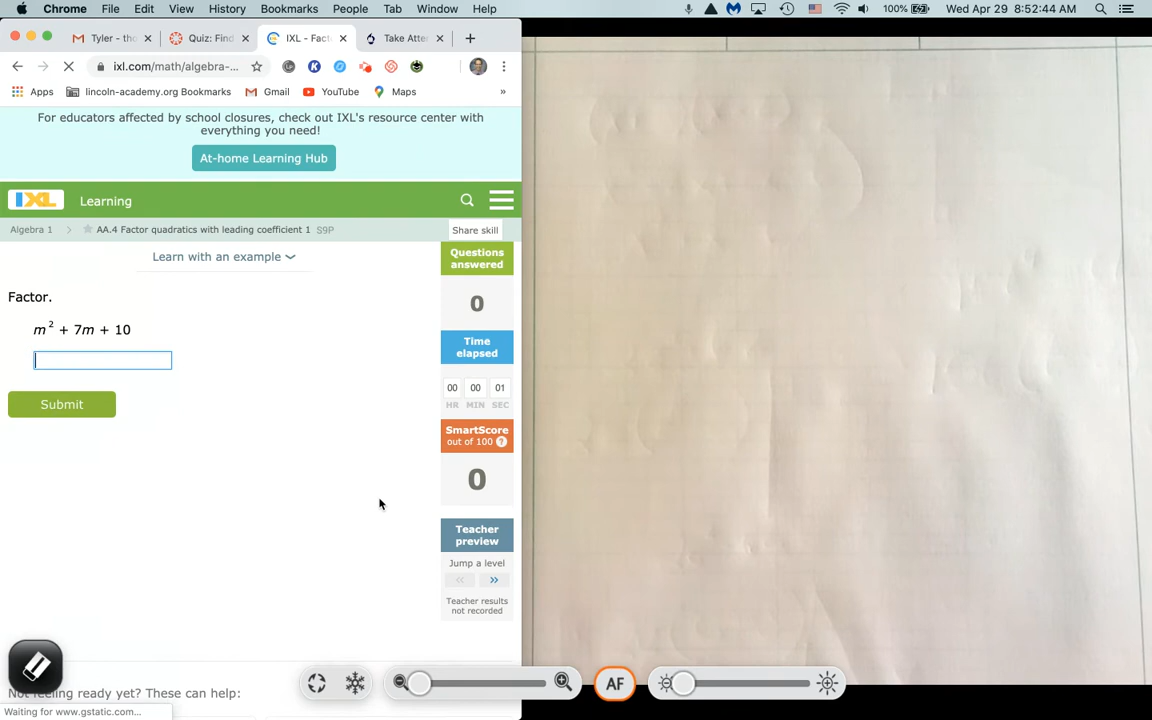 Chrome File Edit View History Bookmarks People Tab Window Help 100% Wed Apr 29 8:52:44 AM
Tyler - tho Quiz: Find IXL - Fact Take Atte
ixl.com/math/algebra-...
Apps lincoln-academy.org Bookmarks Gmail YouTube Maps »
For educators affected by school closures, check out IXL's resource center with
everything you need!
At-home Learning Hub
IXL Learning
Algebra 1 > AA.4 Factor quadratics with leading coefficient 1 S9P
Share skill
Learn with an example
Questions
answered
0
Factor.
m² + 7m + 10
Submit
Time
elapsed
00 00 01
HR MIN SEC
SmartScore
out of 100 ?
0
Teacher
preview
Jump a level
« »
Teacher results
not recorded
AF
Not feeling ready yet? These can help:
Waiting for www.gstatic.com...